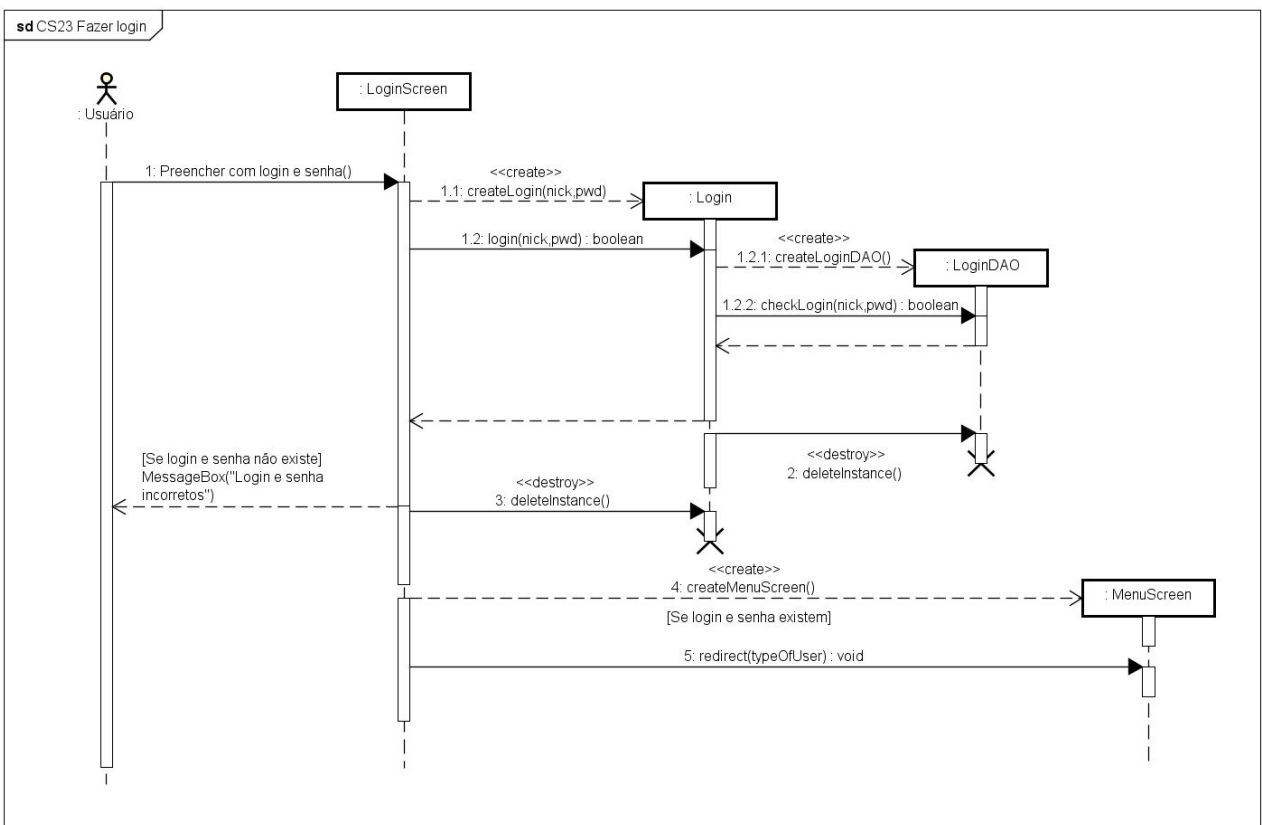 sd CS23 Fazer login
: Usuário
: LoginScreen
1: Preencher com login e senha()
<<create>>
1.1: createLogin(nick,pwd)
: Login
1.2: login(nick,pwd) : boolean
<<create>>
1.2.1: createLoginDAO()
: LoginDAO
1.2.2: checkLogin(nick,pwd) : boolean
<<destroy>>
2: deleteInstance()
[Se login e senha não existe]
MessageBox("Login e senha
incorretos")
<<destroy>>
3: deleteInstance()
<<create>>
4: createMenuScreen()
: MenuScreen
[Se login e senha existem]
5: redirect(typeOfUser) : void